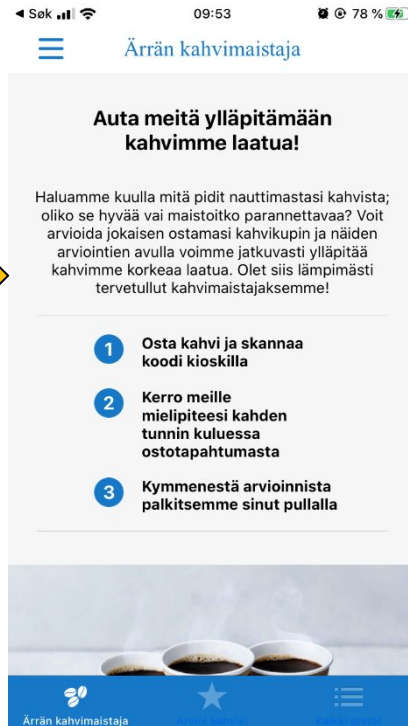 Søk
09:53
78 %
Ärrän kahvimaistaja
Auta meitä ylläpitämään
kahvimme laatua!
Haluamme kuulla mitä pidit nauttimastasi kahvista;
oliko se hyvää vai maistoitko parannettavaa? Voit
arvioida jokaisen ostamasi kahvikupin ja näiden
arviointien avulla voimme jatkuvasti ylläpitää
kahvimme korkeaa laatua. Olet siis lämpimästi
tervetullut kahvimaistajaksemme!
1 Osta kahvi ja skannaa
koodi kioskilla
2 Kerro meille
mielipiteesi kahden
tunnin kuluessa
ostotapahtumasta
3 Kymmenestä arvioinnista
palkitsemme sinut pullalla
Ärrän kahvimaistaja